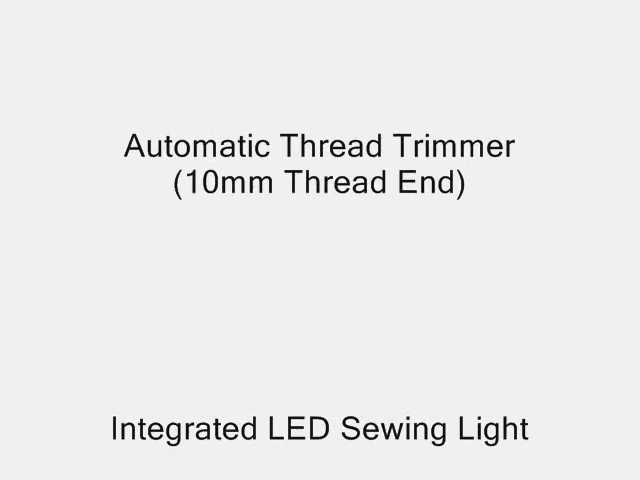 Automatic Thread Trimmer
(10mm Thread End)
Integrated LED Sewing Light